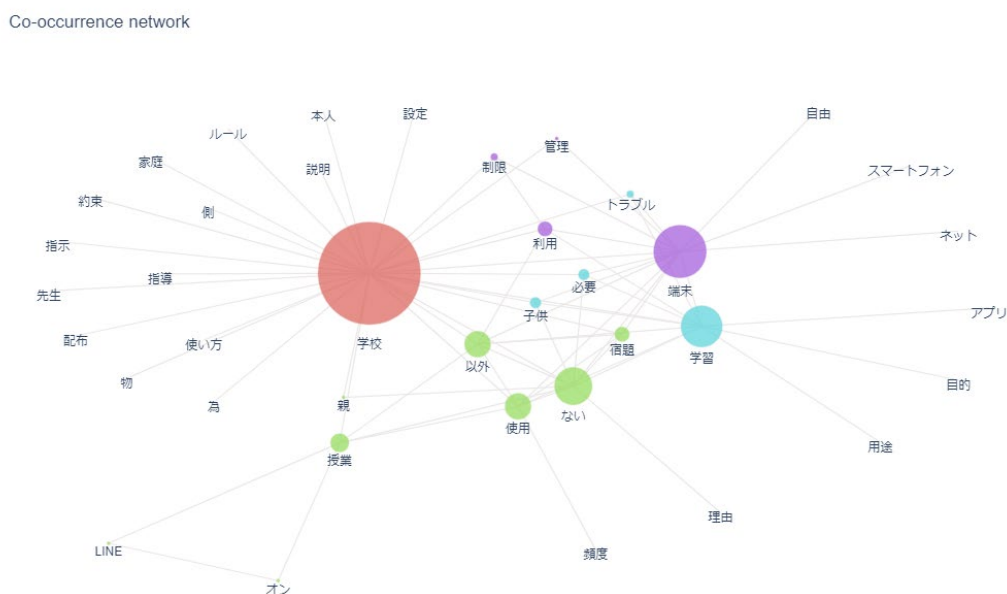 Co-occurrence network
本人
設定
自由
ルール
管理
家庭
説明
制限
スマートフォン
約束
側
トラブル
指示
利用
ネット
指導
必要
端末
先生
子供
アプリ
配布
使い方
学校
宿題
学習
以外
物
目的
為
親
ない
使用
用途
授業
理由
LINE
頻度
オン